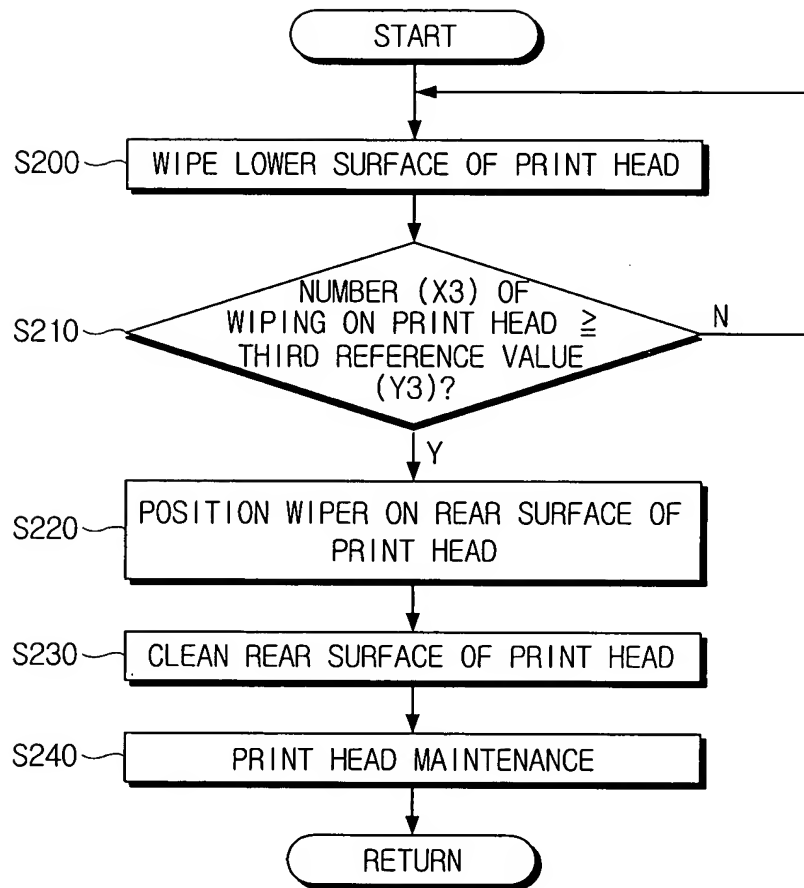 START
S200 WIPE LOWER SURFACE OF PRINT HEAD
NUMBER (X3) OF
S210 WIPING ON PRINT HEAD ≧ N
THIRD REFERENCE VALUE
(Y3)?
Y
S220 POSITION WIPER ON REAR SURFACE OF
PRINT HEAD
S230 CLEAN REAR SURFACE OF PRINT HEAD
S240 PRINT HEAD MAINTENANCE
RETURN